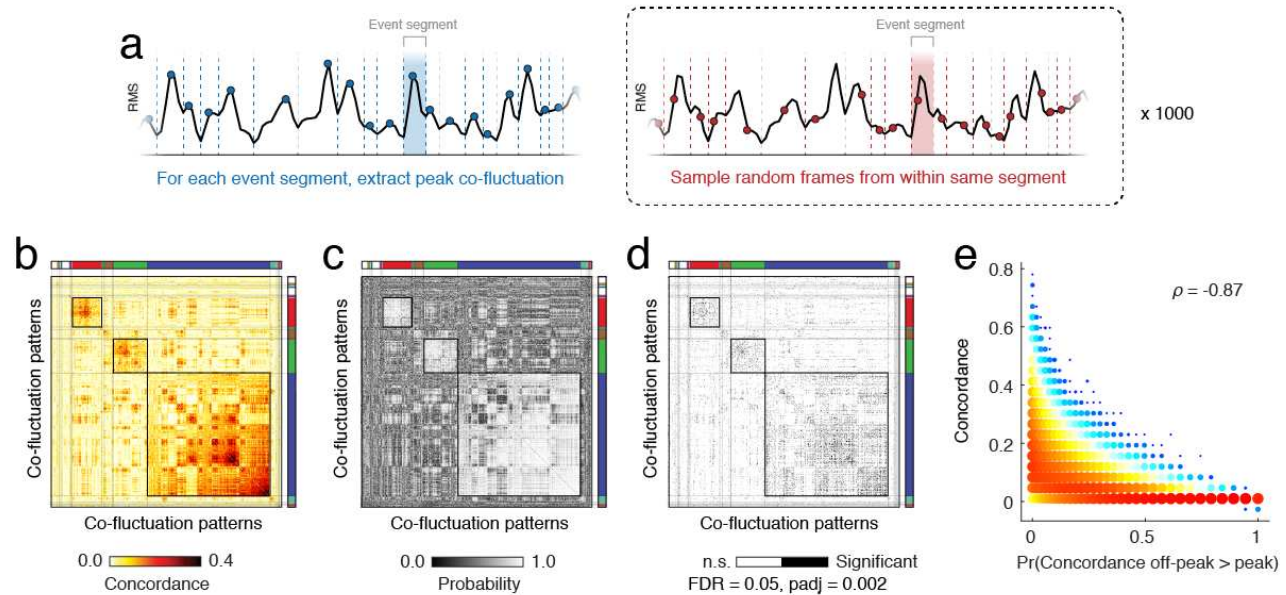 a
Event segment
RMS
For each event segment, extract peak co-fluctuation
Event segment
RMS
Sample random frames from within same segment
x 1000
b
Co-fluctuation patterns
Co-fluctuation patterns
0.0
0.4
Concordance
c
Co-fluctuation patterns
Co-fluctuation patterns
0.0
1.0
Probability
d
Co-fluctuation patterns
Co-fluctuation patterns
n.s.
Significant
FDR = 0.05, padj = 0.002
e
ρ = -0.87
Concordance
0.8
0.6
0.4
0.2
0
0
0.5
1
Pr(Concordance off-peak > peak)